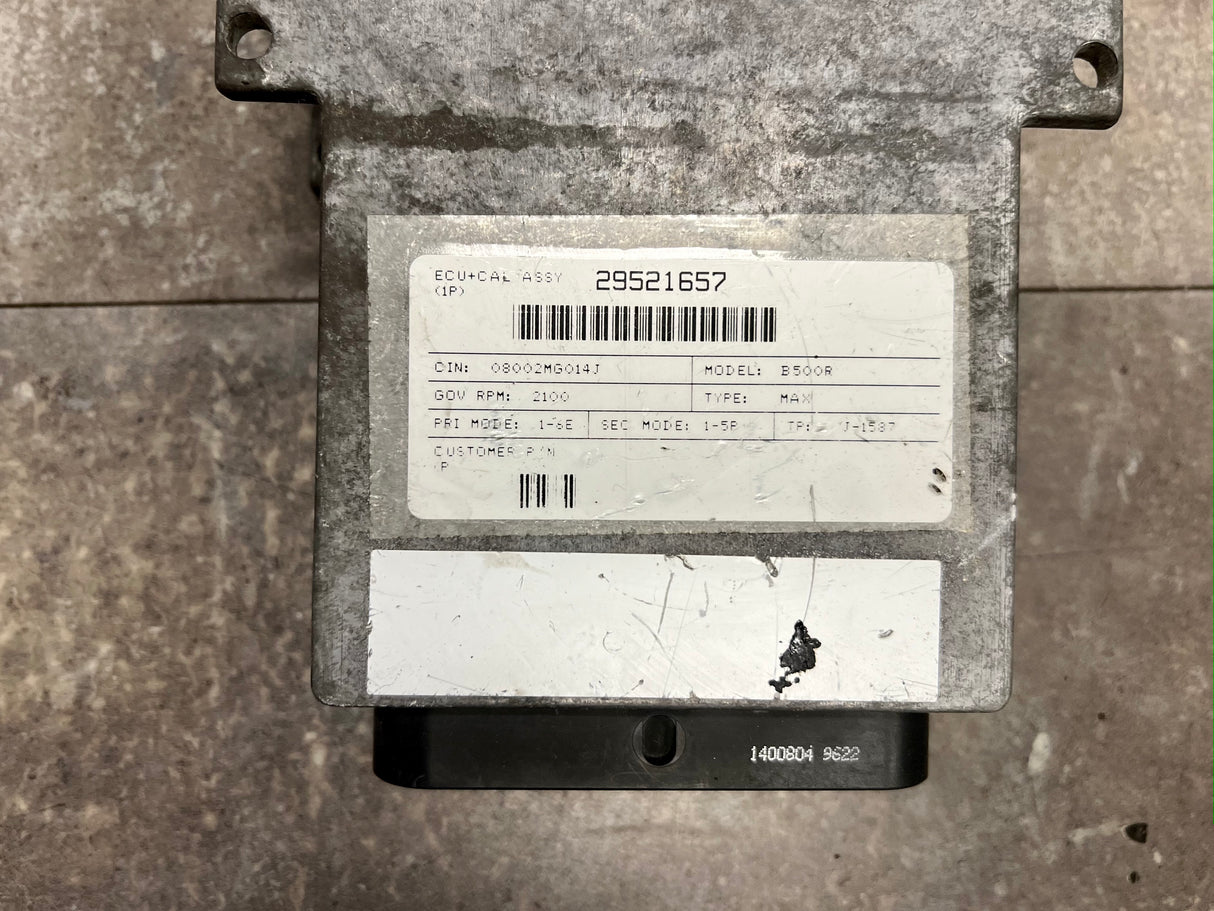 ECU+CAL ASSY 29521657
(1P)
CIN: 08002MG014J MODEL: B500R
GOV RPM: 2100 TYPE: MAX
PRI MODE: 1-6E SEC MODE: 1-5P TP: J-1587
CUSTOMER P/N
P
1400804 9622